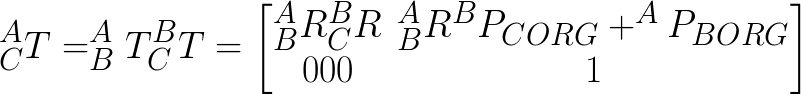 $^{A}_{C}T =^{A}_{B} T^{B}_{C}T = \begin{bmatrix} ^{A}_{B}R^{B}_{C}R & ^{A}_{B}R^{B}P_{CORG} +^{A} P_{BORG} \\ 000 & 1 \end{bmatrix}$